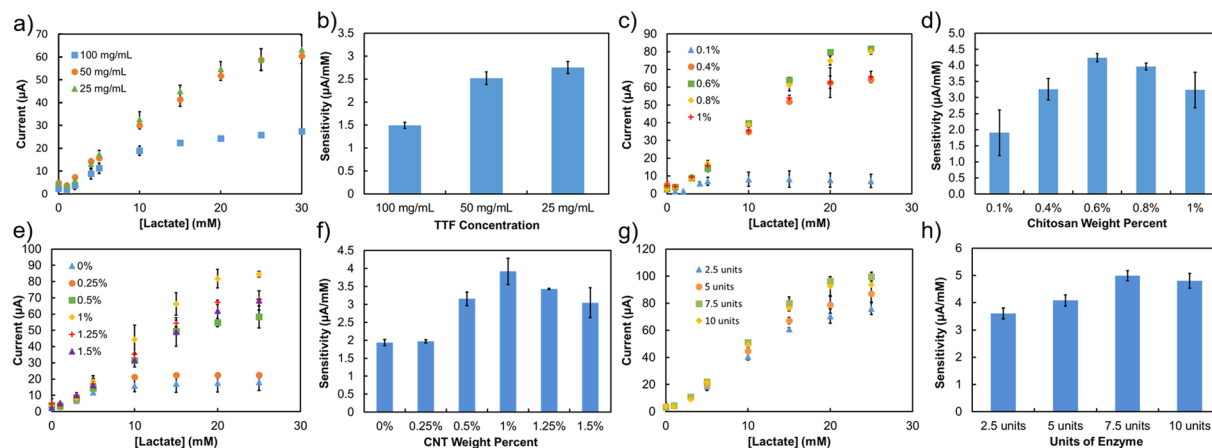 a)
70
60
50
40
30
20
10
0
Current (µA)
100 mg/mL
50 mg/mL
25 mg/mL
0 10 20 30
[Lactate] (mM)
b)
3.5
3
2.5
2
1.5
1
0.5
0
Sensitivity (µA/mM)
100 mg/mL 50 mg/mL 25 mg/mL
TTF Concentration
c)
90
80
70
60
50
40
30
20
10
0
Current (µA)
0.1%
0.4%
0.6%
0.8%
1%
0 10 20 30
[Lactate] (mM)
d)
5.0
4.5
4.0
3.5
3.0
2.5
2.0
1.5
1.0
0.5
0.0
Sensitivity (µA/mM)
0.1% 0.4% 0.6% 0.8% 1%
Chitosan Weight Percent
e)
100
90
80
70
60
50
40
30
20
10
0
Current (µA)
0%
0.25%
0.5%
1%
1.25%
1.5%
0 10 20 30
[Lactate] (mM)
f)
4.5
4
3.5
3
2.5
2
1.5
1
0.5
0
Sensitivity (µA/mM)
0% 0.25% 0.5% 1% 1.25% 1.5%
CNT Weight Percent
g)
120
100
80
60
40
20
0
Current (µA)
2.5 units
5 units
7.5 units
10 units
0 10 20 30
[Lactate] (mM)
h)
6
5
4
3
2
1
0
Sensitivity (µA/mM)
2.5 units 5 units 7.5 units 10 units
Units of Enzyme